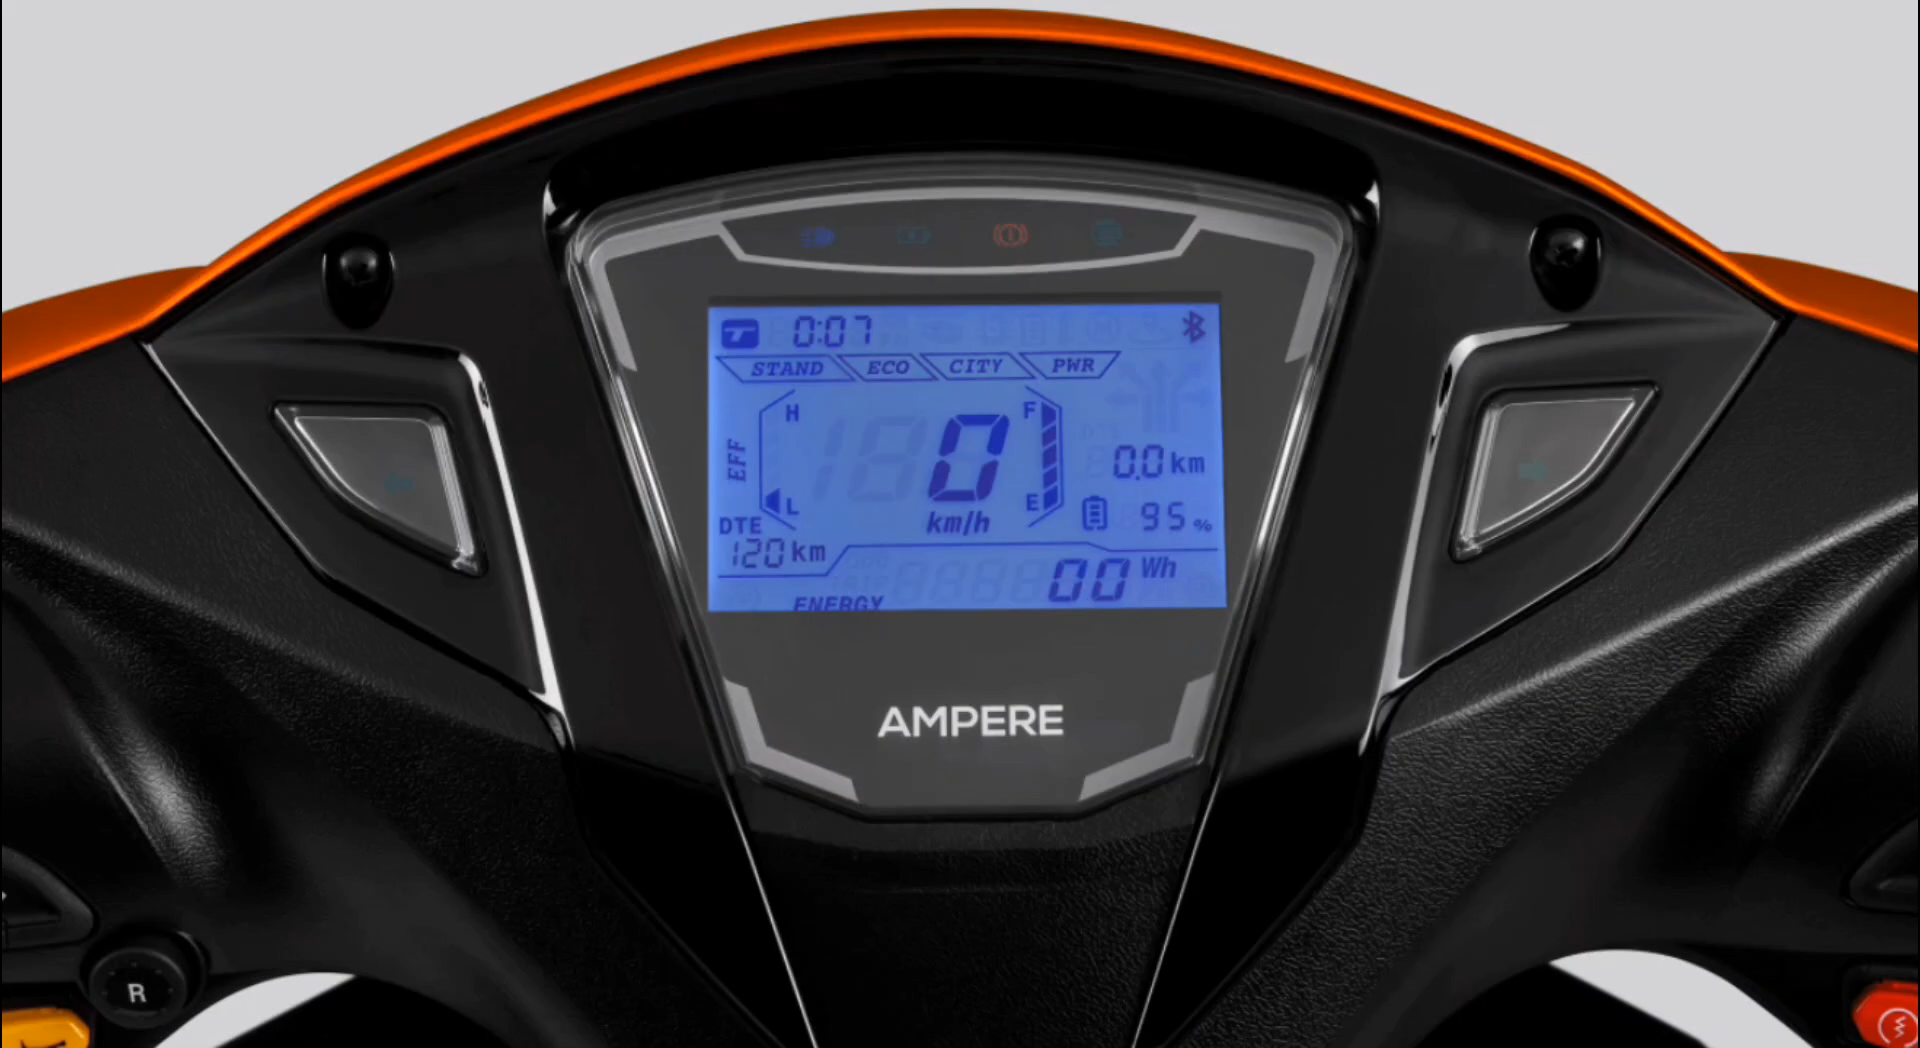 0:07
STAND ECO CITY PWR
H
F
0
EFF
0.0 km
L
E
DTE
km/h
95 %
120 km
00 Wh
ENERGY
AMPERE
R